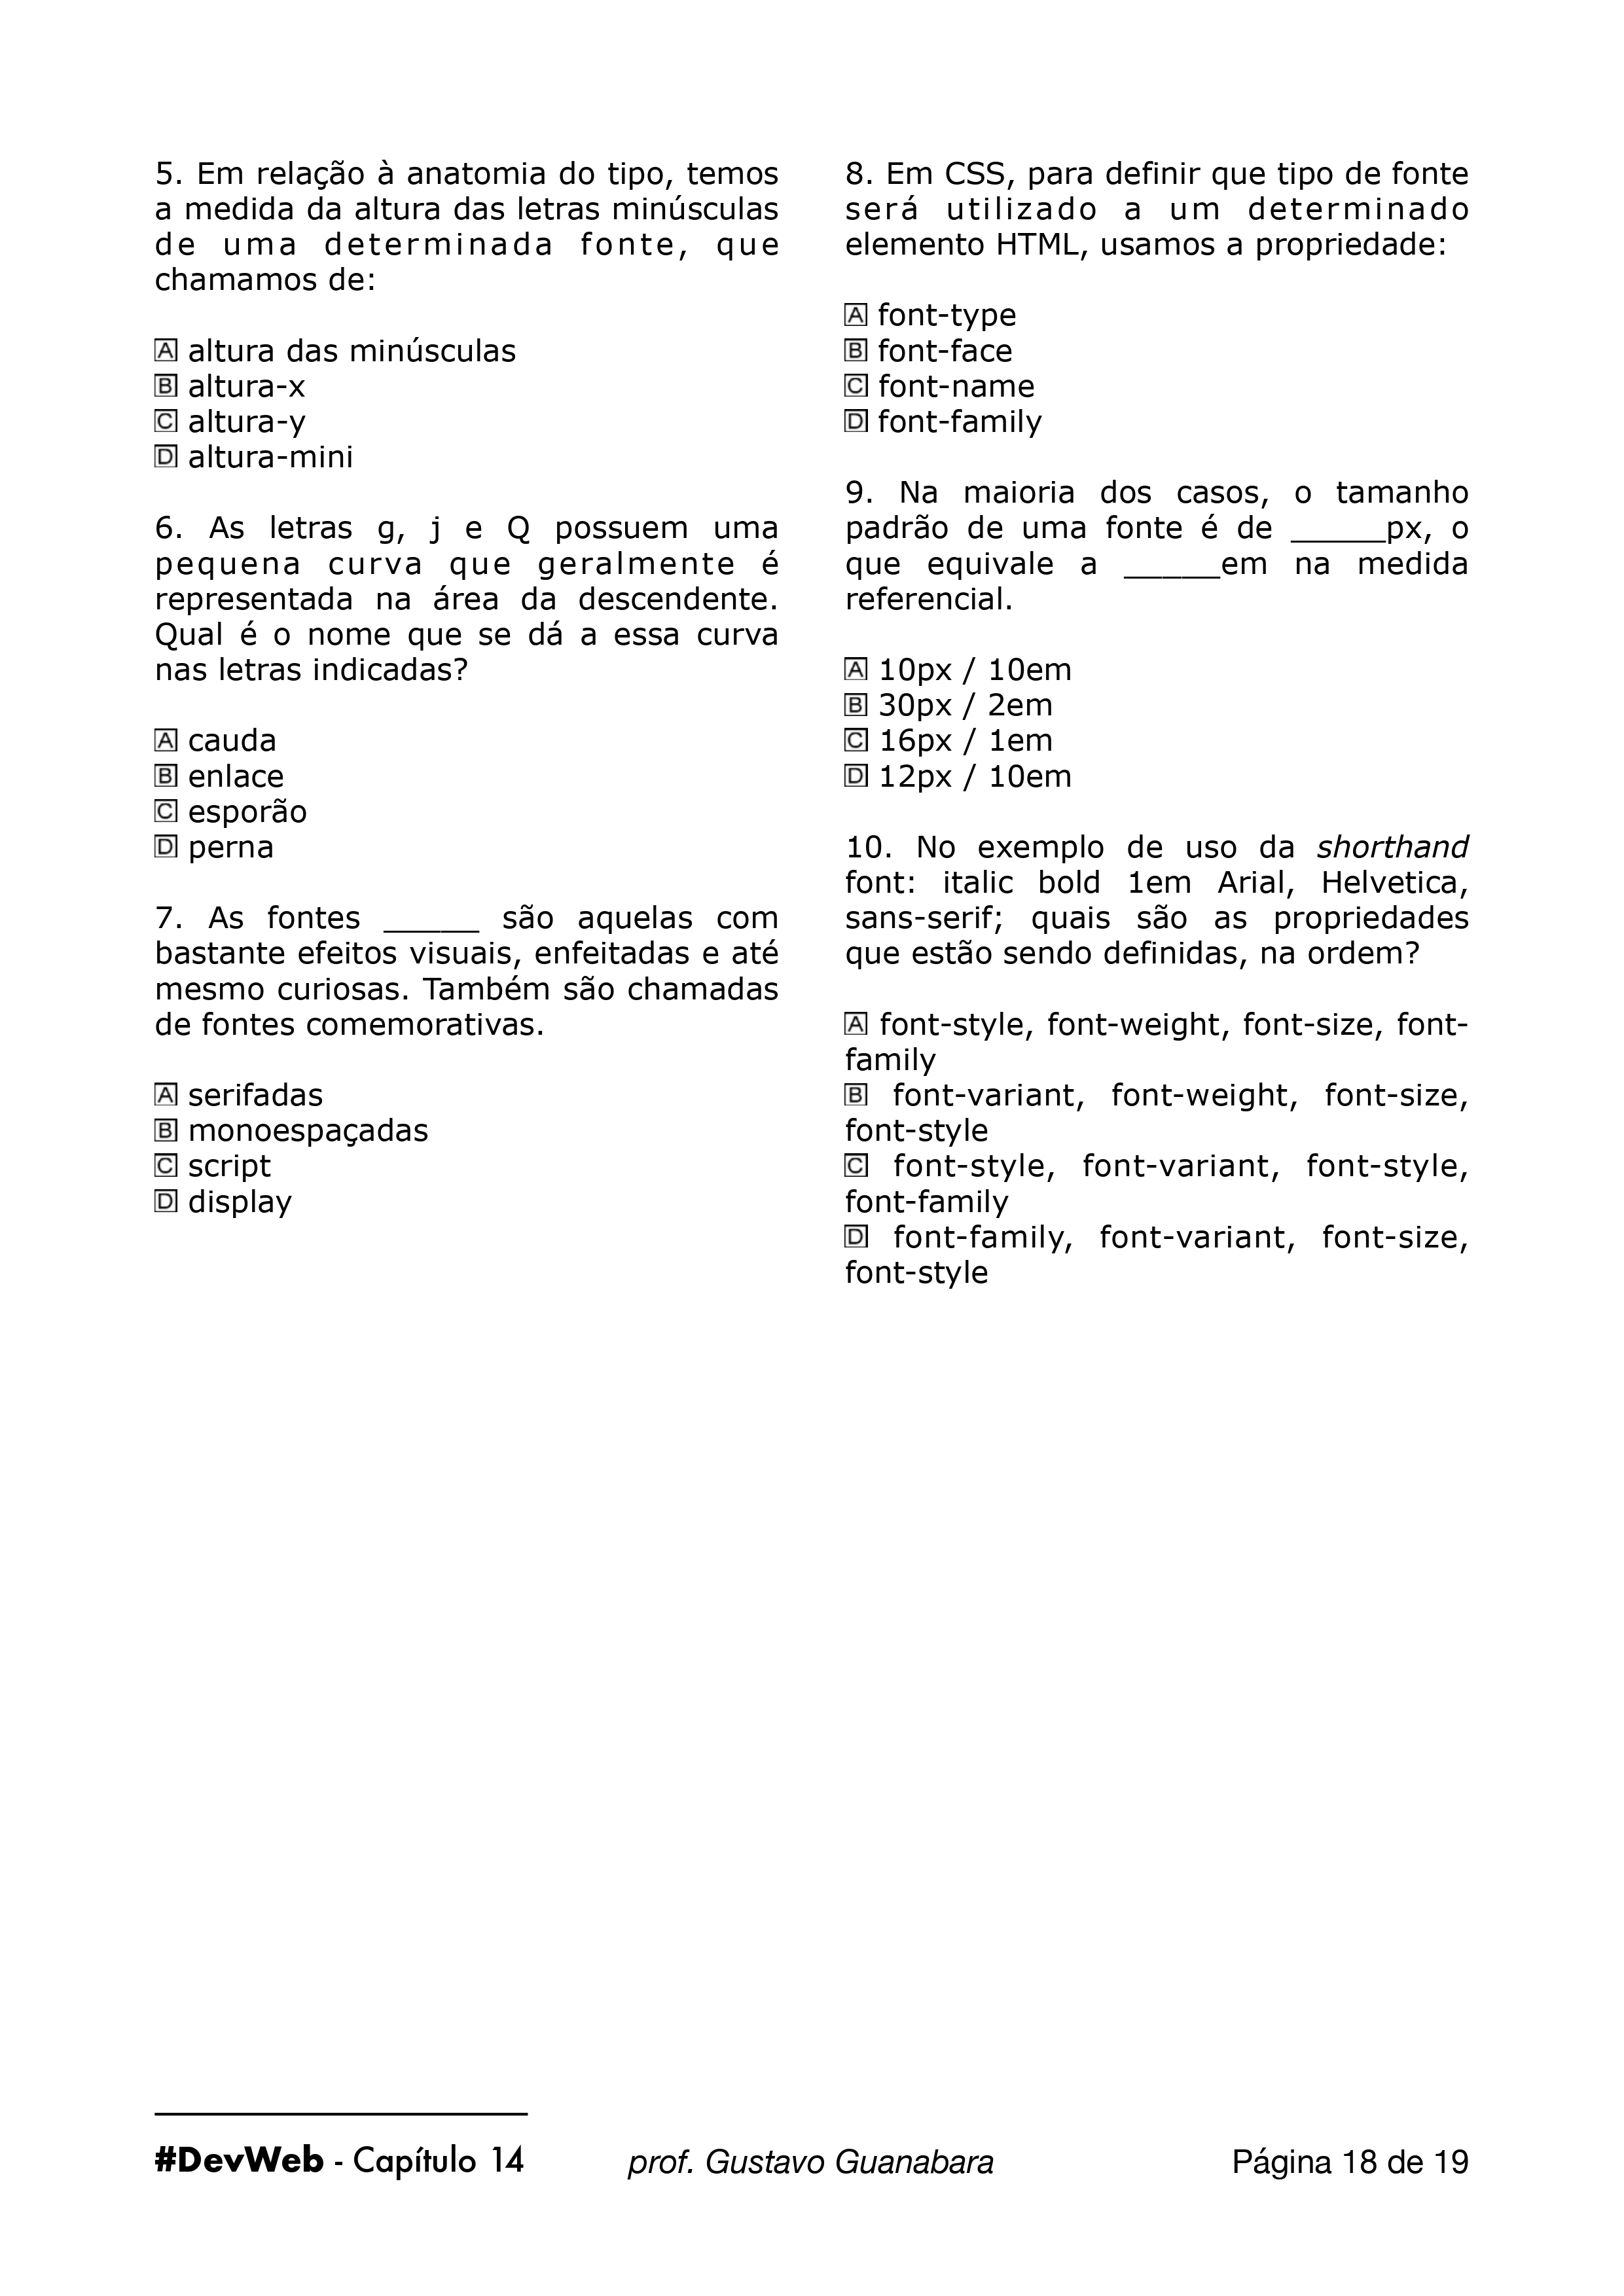 5. Em relação à anatomia do tipo, temos
a medida da altura das letras minúsculas
de uma determinada fonte, que
chamamos de:
A altura das minúsculas
B altura-x
C altura-y
D altura-mini
6. As letras g, j e Q possuem uma
pequena curva que geralmente é
representada na área da descendente.
Qual é o nome que se dá a essa curva
nas letras indicadas?
A cauda
B enlace
C esporão
D perna
7. As fontes _____ são aquelas com
bastante efeitos visuais, enfeitadas e até
mesmo curiosas. Também são chamadas
de fontes comemorativas.
A serifadas
B monoespaçadas
C script
D display
8. Em CSS, para definir que tipo de fonte
será utilizado a um determinado
elemento HTML, usamos a propriedade:
A font-type
B font-face
C font-name
D font-family
9. Na maioria dos casos, o tamanho
padrão de uma fonte é de _____px, o
que equivale a _____em na medida
referencial.
A 10px / 10em
B 30px / 2em
C 16px / 1em
D 12px / 10em
10. No exemplo de uso da shorthand
font: italic bold 1em Arial, Helvetica,
sans-serif; quais são as propriedades
que estão sendo definidas, na ordem?
A font-style, font-weight, font-size, font-
family
B font-variant, font-weight, font-size,
font-style
C font-style, font-variant, font-style,
font-family
D font-family, font-variant, font-size,
font-style
#DevWeb - Capítulo 14 prof. Gustavo Guanabara Página 18 de 19